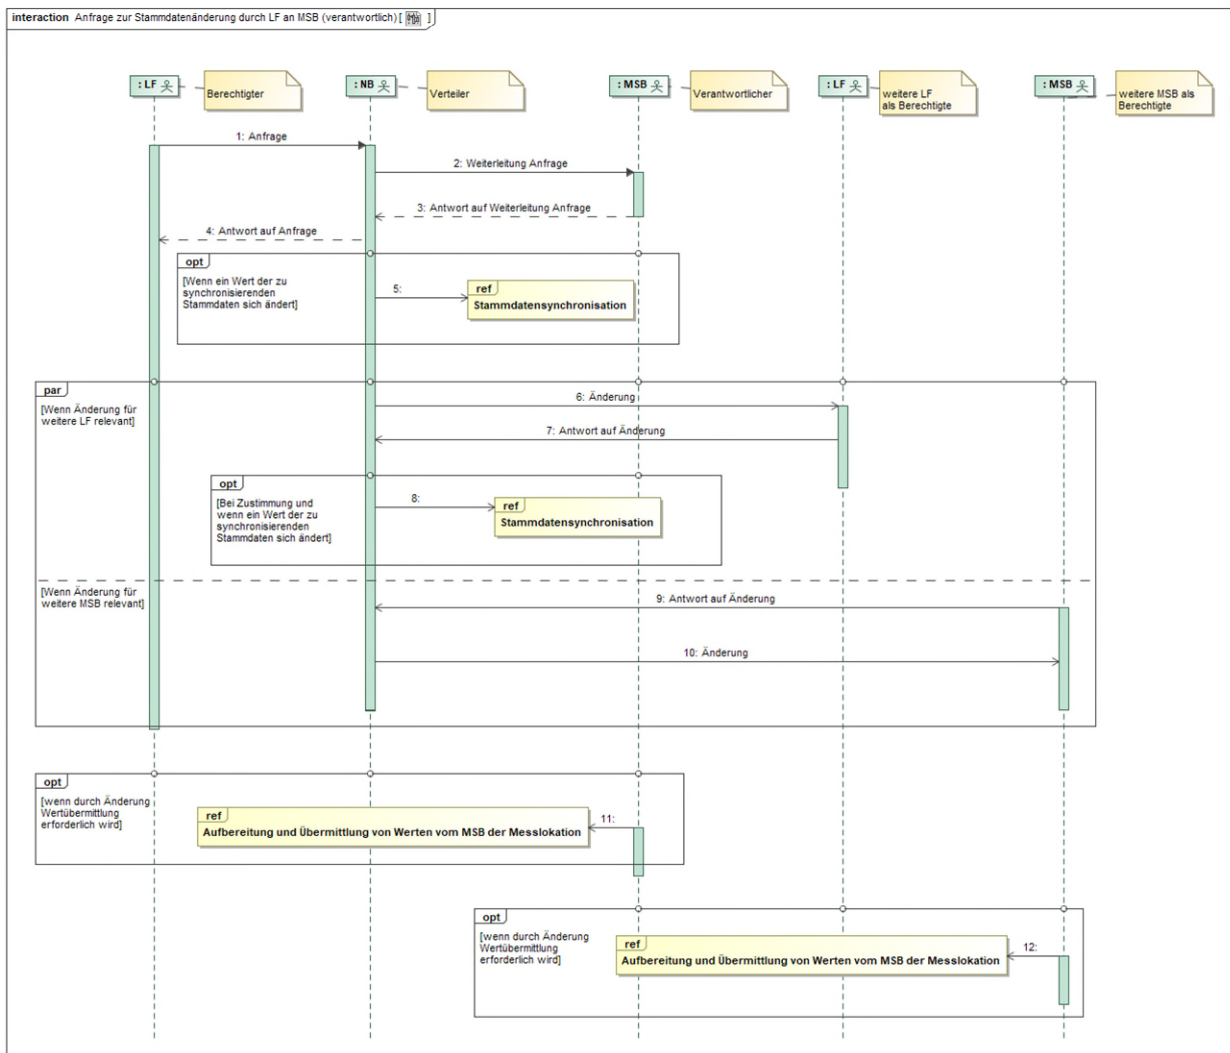 interaction Anfrage zur Stammdatenänderung durch LF an MSB (verantwortlich) [ ]
: LF
Berechtigter
: NB
Verteiler
: MSB
Verantwortlicher
: LF
weitere LF
als Berechtigte
: MSB
weitere MSB als
Berechtigte
1: Anfrage
2: Weiterleitung Anfrage
3: Antwort auf Weiterleitung Anfrage
4: Antwort auf Anfrage
opt
[Wenn ein Wert der zu
synchronisierenden
Stammdaten sich ändert]
5:
ref
Stammdatensynchronisation
par
[Wenn Änderung für
weitere LF relevant]
6: Änderung
7: Antwort auf Änderung
opt
[Bei Zustimmung und
wenn ein Wert der zu
synchronisierenden
Stammdaten sich ändert]
8:
ref
Stammdatensynchronisation
[Wenn Änderung für
weitere MSB relevant]
9: Antwort auf Änderung
10: Änderung
opt
[wenn durch Änderung
Wertübermittlung
erforderlich wird]
ref
Aufbereitung und Übermittlung von Werten vom MSB der Messlokation
11:
opt
[wenn durch Änderung
Wertübermittlung
erforderlich wird]
ref
Aufbereitung und Übermittlung von Werten vom MSB der Messlokation
12: